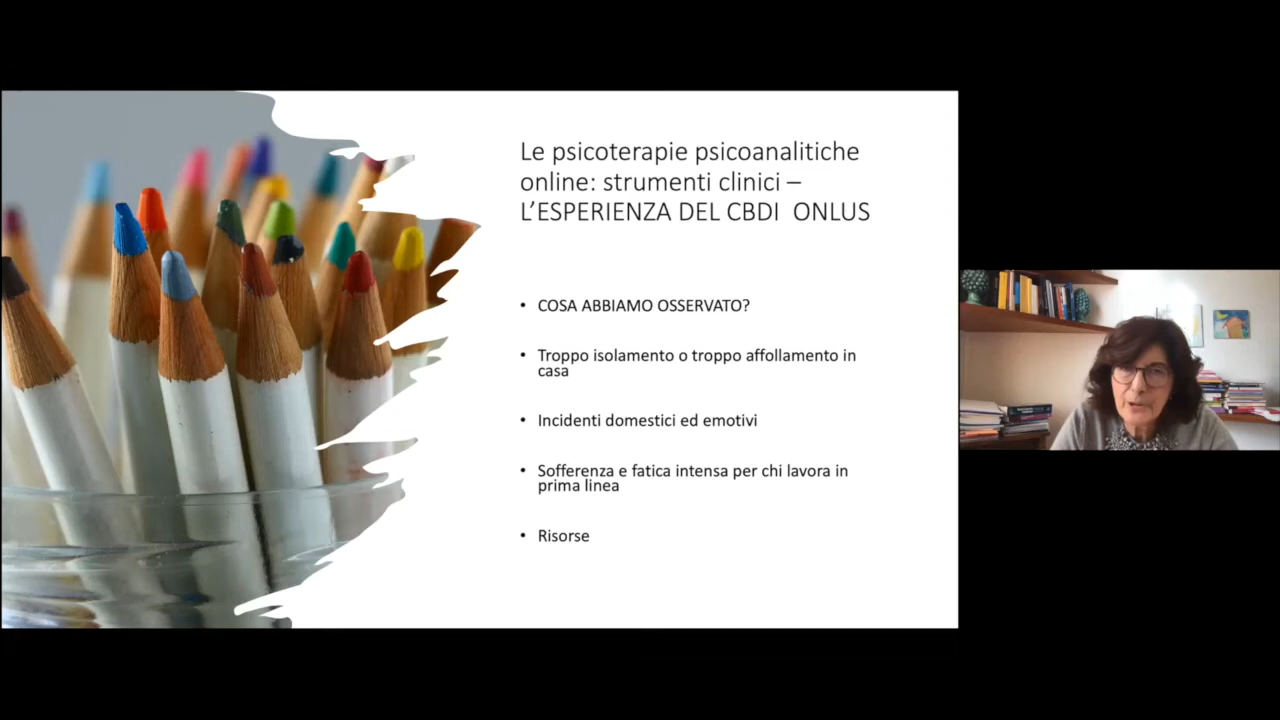 Le psicoterapie psicoanalitiche
online: strumenti clinici –
L'ESPERIENZA DEL CBDI  ONLUS
• COSA ABBIAMO OSSERVATO?
• Troppo isolamento o troppo affollamento in
casa
• Incidenti domestici ed emotivi
• Sofferenza e fatica intensa per chi lavora in
prima linea
• Risorse